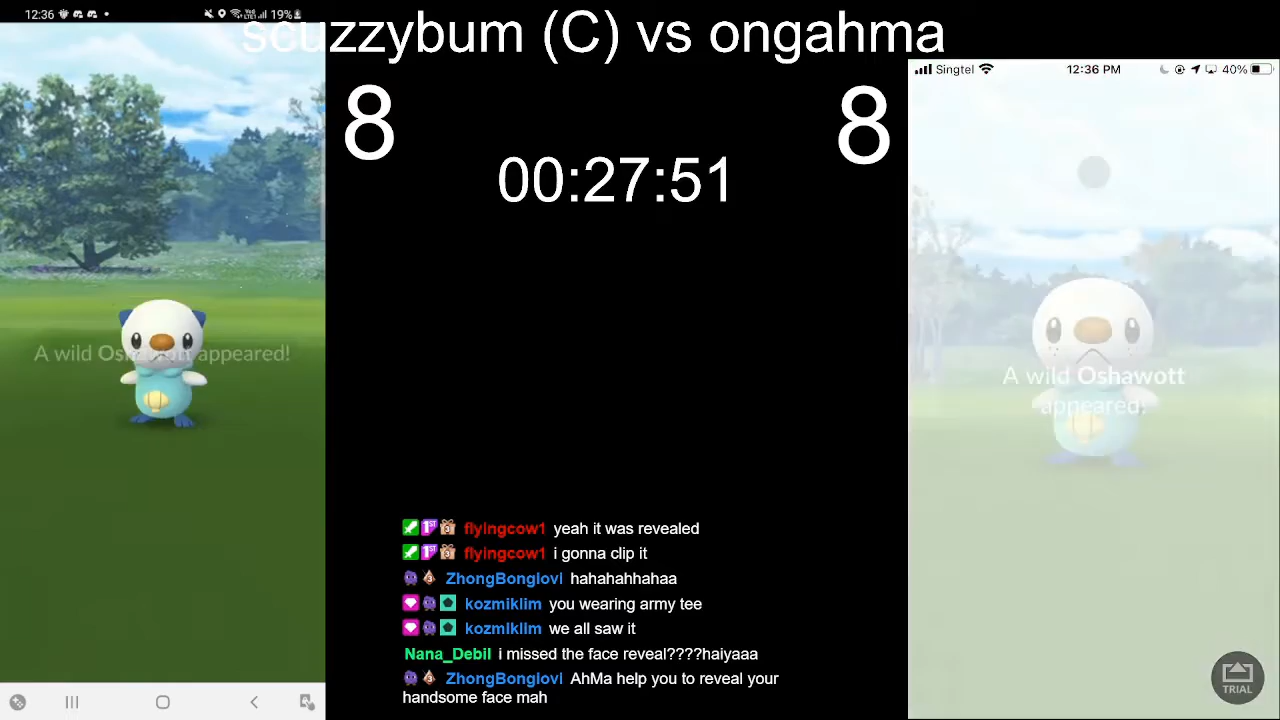 12:36
19%
scuzzybum (C) vs ongahma
8
8
00:27:51
Singtel
12:36 PM
40%
A wild Oshawott appeared!
A wild Oshawott
appeared!
flyingcow1 yeah it was revealed
flyingcow1 i gonna clip it
ZhongBonglovi hahahahhahaa
kozmiklim you wearing army tee
kozmiklim we all saw it
Nana_Debil i missed the face reveal????haiyaaa
ZhongBonglovi AhMa help you to reveal your
handsome face mah
TRIAL